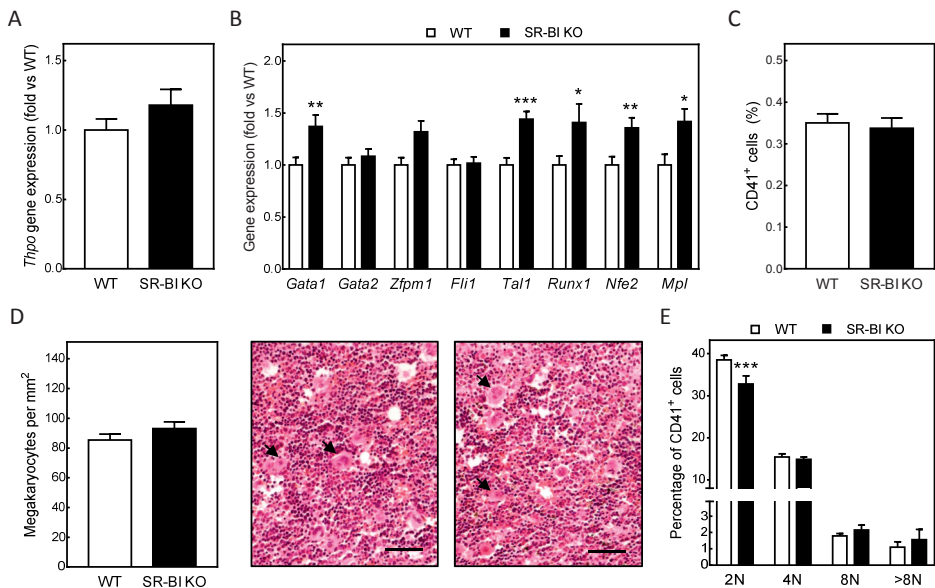 A
Thpo gene expression (fold vs WT)
1.5
1.0
0.5
0.0
WT SR-BI KO
B
WT SR-BI KO
Gene expression (fold vs WT)
2.0
1.5
1.0
0.5
0.0
** *** * ** *
Gata1 Gata2 Zfpm1 Fli1 Tal1 Runx1 Nfe2 Mpl
C
CD41+ cells (%)
0.5
0.4
0.3
0.2
0.1
0.0
WT SR-BI KO
D
Megakaryocytes per mm2
140
120
100
80
60
40
20
0
WT SR-BI KO
E
WT SR-BI KO
Percentage of CD41+ cells
40
30
20
10
2
1
0
***
2N 4N 8N >8N